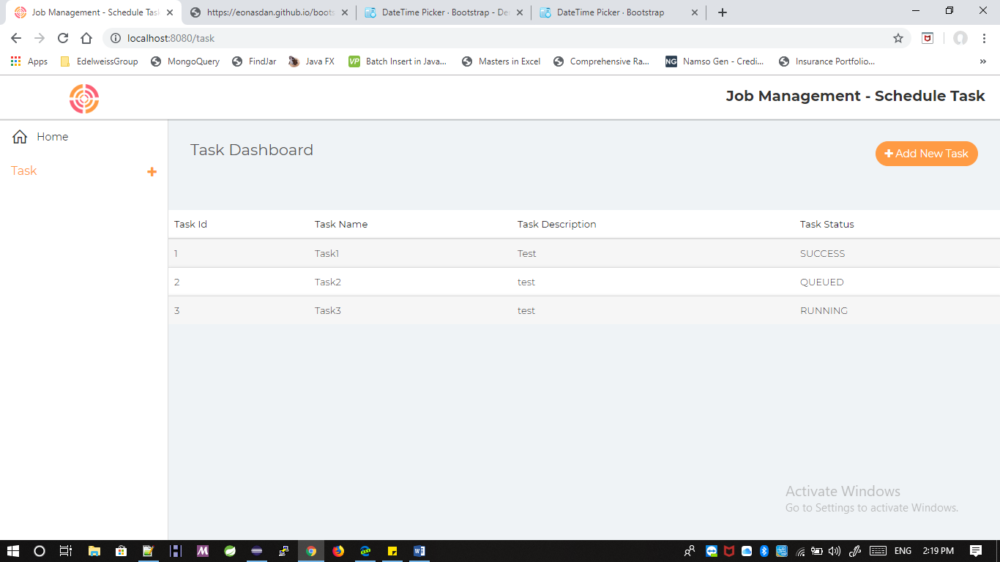 Job Management - Schedule Tas
https://eonasdan.github.io/boots
DateTime Picker · Bootstrap - De
DateTime Picker · Bootstrap
localhost:8080/task
Apps
EdelweissGroup
MongoQuery
FindJar
Java FX
VP Batch Insert in Java...
Masters in Excel
Comprehensive Ra...
NG Namso Gen - Credi...
Insurance Portfolio...
»
Job Management - Schedule Task
Home
Task Dashboard
+ Add New Task
Task +
Task Id Task Name Task Description Task Status
1 Task1 Test SUCCESS
2 Task2 test QUEUED
3 Task3 test RUNNING
Activate Windows
Go to Settings to activate Windows.
ENG 2:19 PM